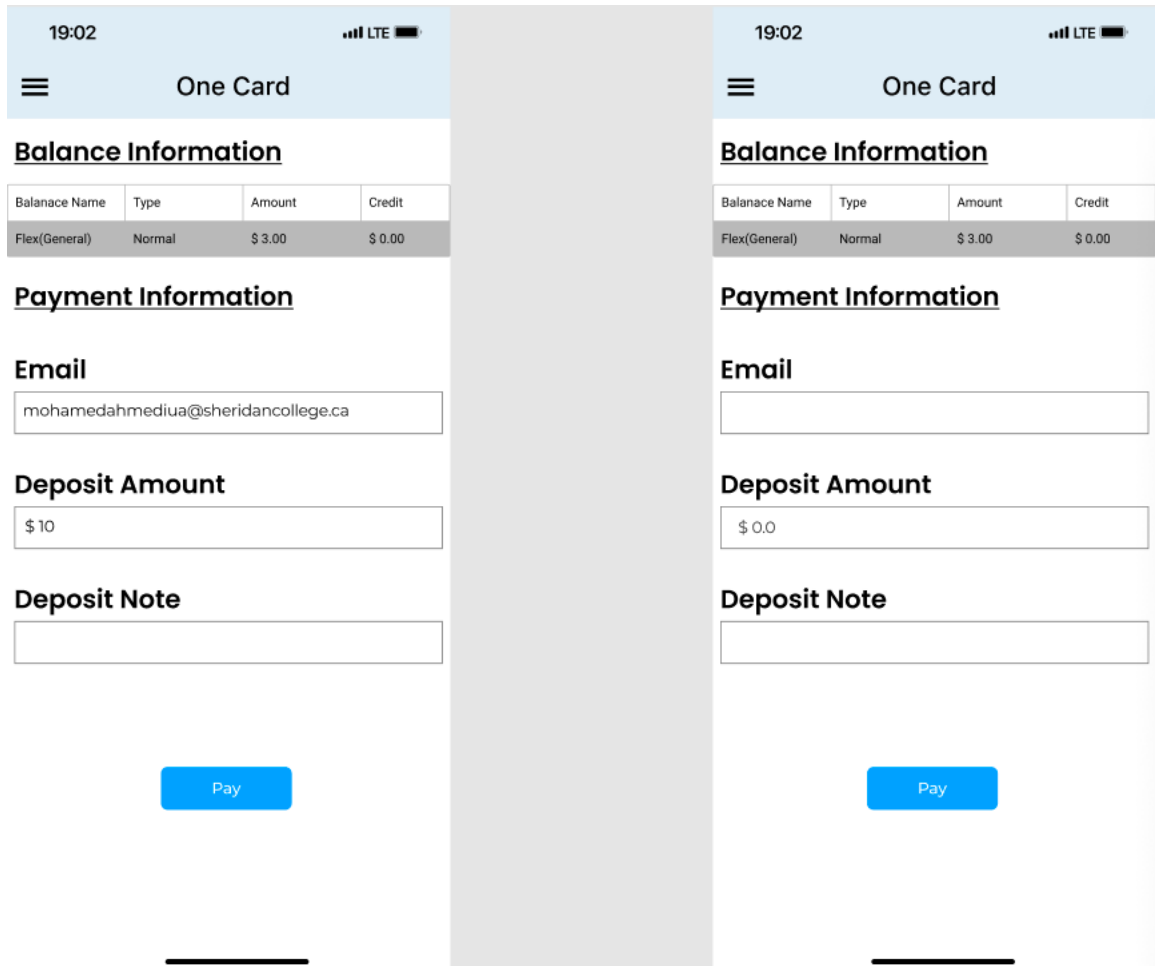 19:02 LTE
One Card
Balance Information
Balanace Name Type Amount Credit
Flex(General) Normal $ 3.00 $ 0.00
Payment Information
Email
mohamedahmediua@sheridancollege.ca
Deposit Amount
$ 10
Deposit Note
Pay
19:02 LTE
One Card
Balance Information
Balanace Name Type Amount Credit
Flex(General) Normal $ 3.00 $ 0.00
Payment Information
Email
Deposit Amount
$ 0.0
Deposit Note
Pay